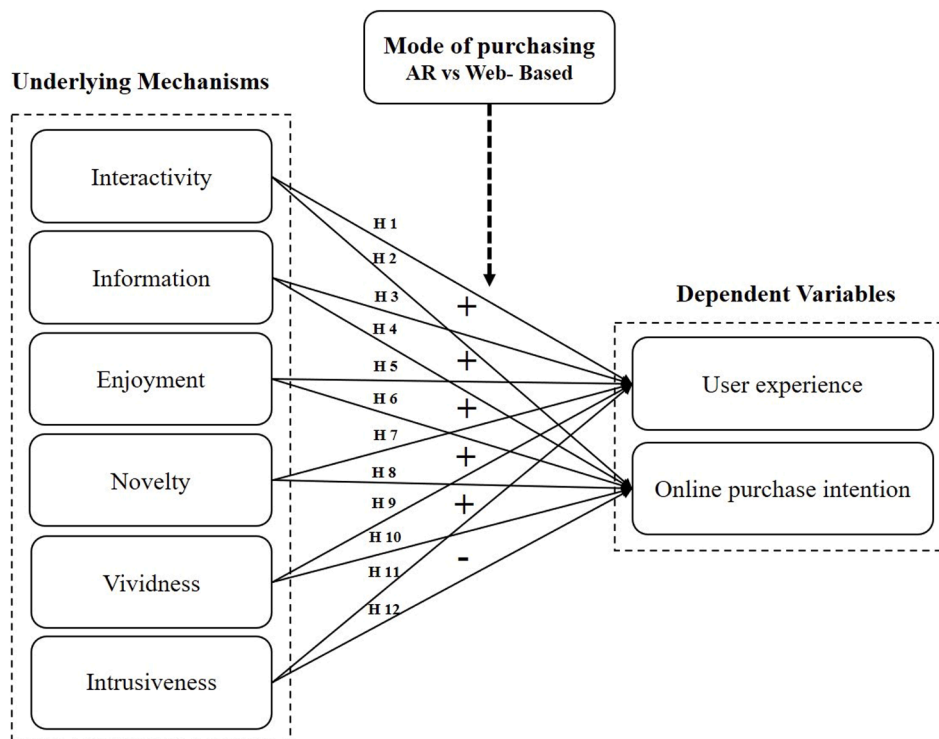 Mode of purchasing
AR vs Web- Based
Underlying Mechanisms
Interactivity
Information
Enjoyment
Novelty
Vividness
Intrusiveness
H 1
H 2
H 3
H 4
H 5
H 6
H 7
H 8
H 9
H 10
H 11
H 12
+
+
+
+
+
-
Dependent Variables
User experience
Online purchase intention